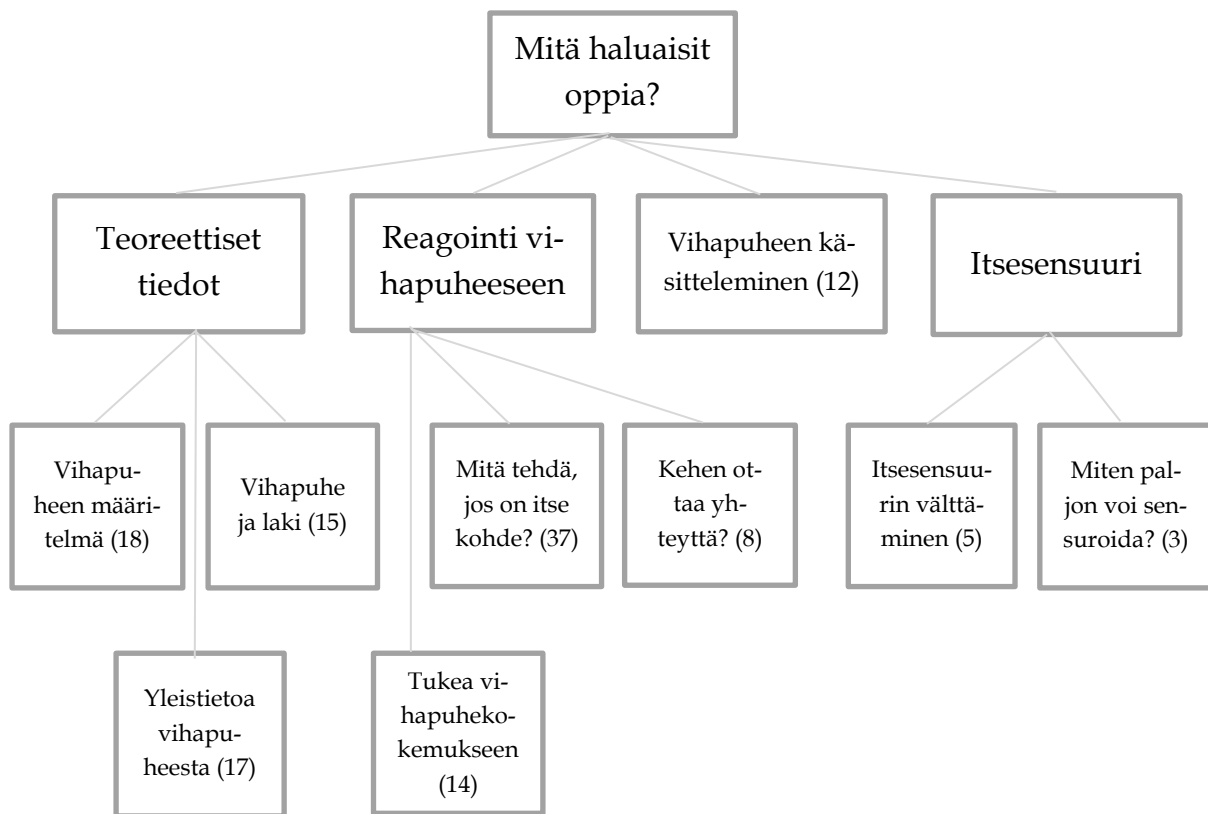 Mitä haluaisit
oppia?
Teoreettiset
tiedot
Reagointi vi-
hapuheeseen
Vihapuheen kä-
sitteleminen (12)
Itsesensuuri
Vihapu-
heen määri-
telmä (18)
Vihapuhe
ja laki (15)
Mitä tehdä,
jos on itse
kohde? (37)
Kehen ot-
taa yh-
teyttä? (8)
Itsesensuu-
rin välttä-
minen (5)
Miten pal-
jon voi sen-
suroida? (3)
Yleistietoa
vihapu-
heesta (17)
Tukea vi-
hapuheko-
kemukseen
(14)